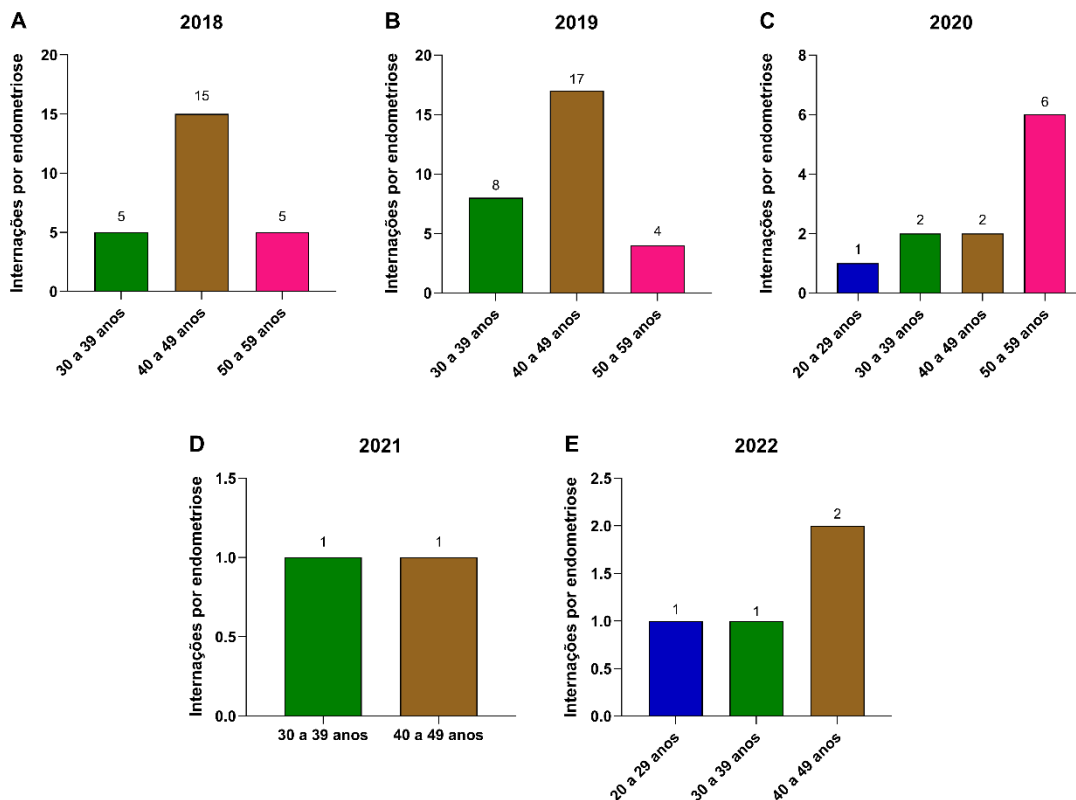 A
2018
Internações por endometriose
20
15
10
5
0
5
15
5
30 a 39 anos
40 a 49 anos
50 a 59 anos
B
2019
Internações por endometriose
20
15
10
5
0
8
17
4
30 a 39 anos
40 a 49 anos
50 a 59 anos
C
2020
Internações por endometriose
8
6
4
2
0
1
2
2
6
20 a 29 anos
30 a 39 anos
40 a 49 anos
50 a 59 anos
D
2021
Internações por endometriose
1.5
1.0
0.5
0.0
1
1
30 a 39 anos
40 a 49 anos
E
2022
Internações por endometriose
2.5
2.0
1.5
1.0
0.5
0.0
1
1
2
20 a 29 anos
30 a 39 anos
40 a 49 anos